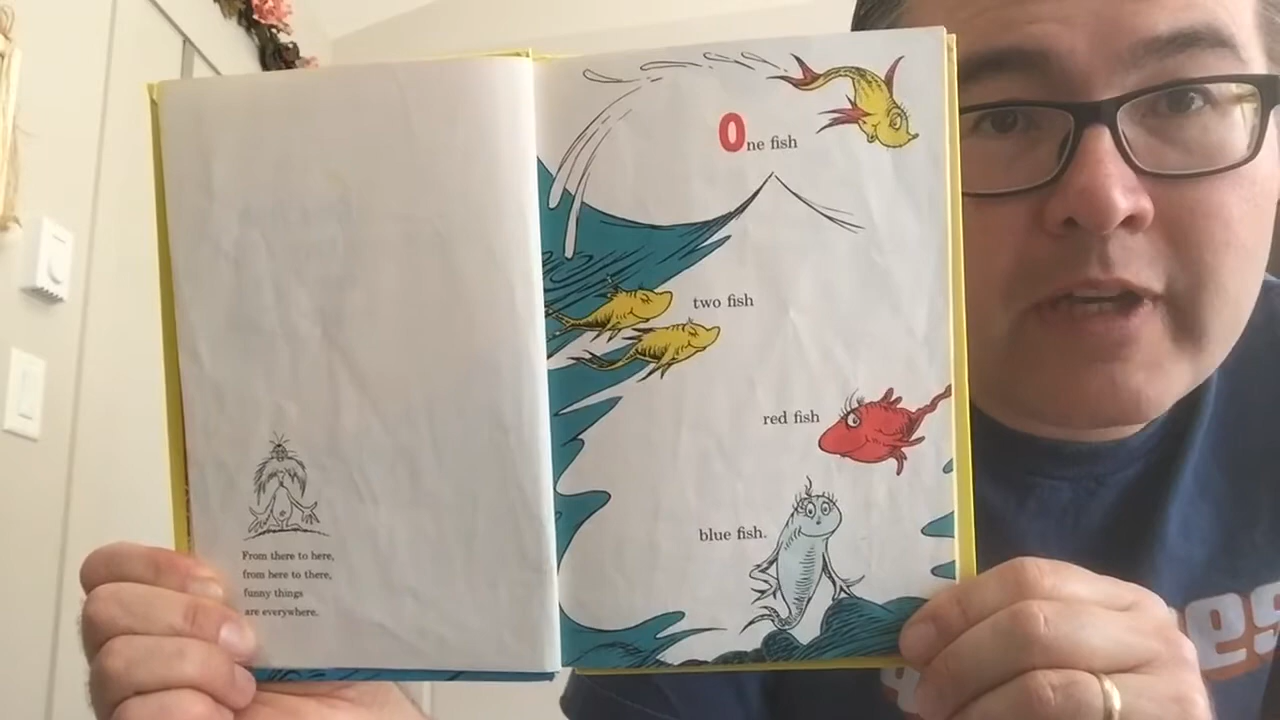 From there to here,
from here to there,
funny things
are everywhere.
One fish
two fish
red fish
blue fish.